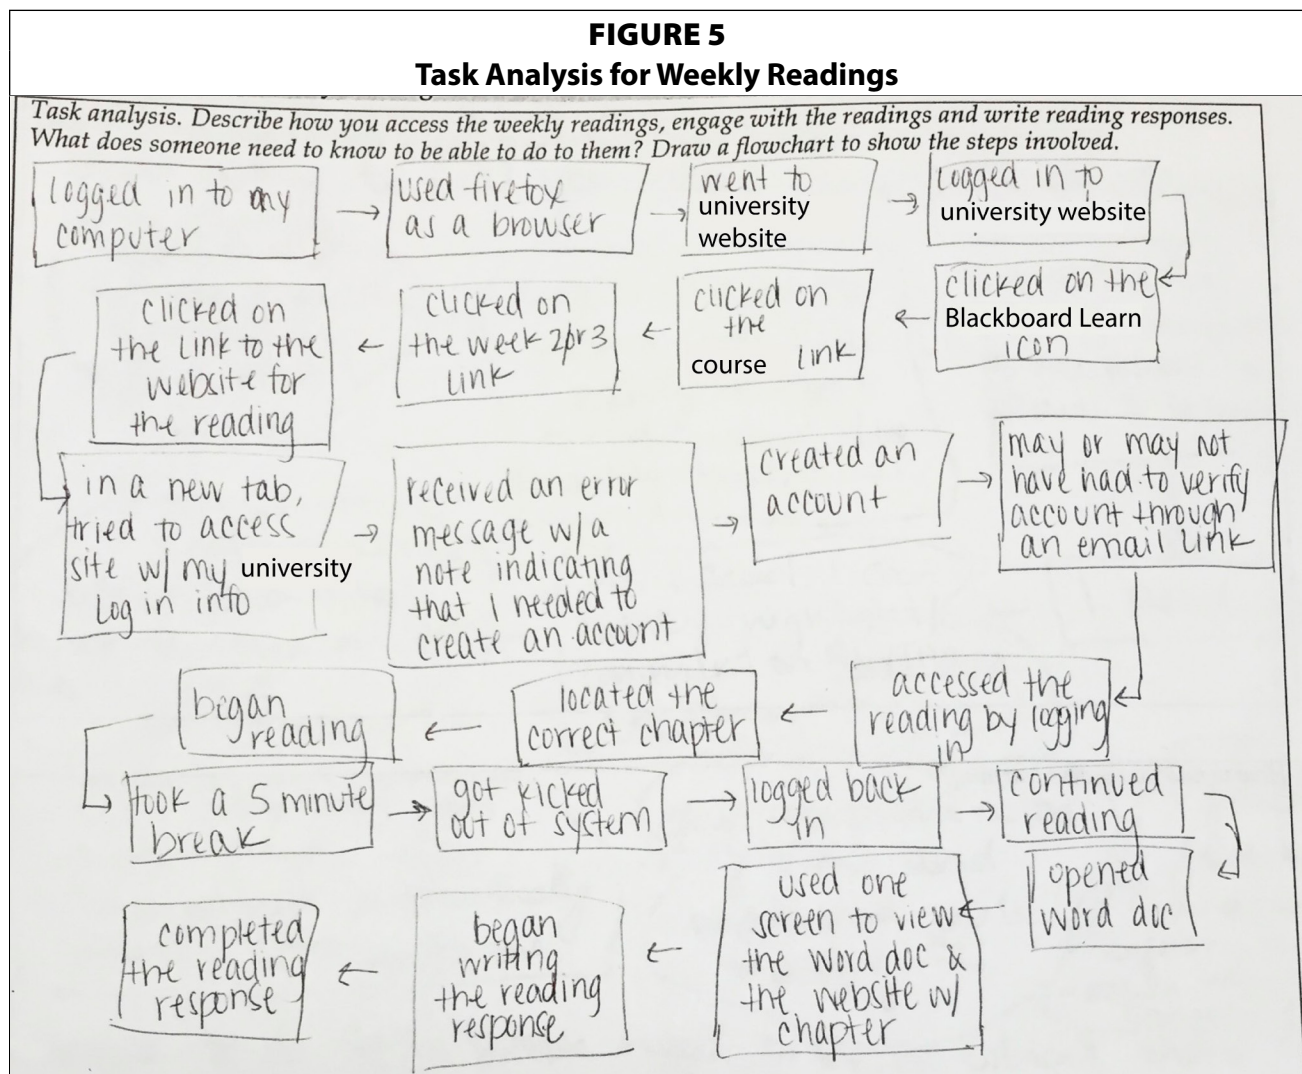 FIGURE 5
Task Analysis for Weekly Readings
Task analysis. Describe how you access the weekly readings, engage with the readings and write reading responses.
What does someone need to know to be able to do to them? Draw a flowchart to show the steps involved.
logged in to my
computer
used firefox
as a browser
went to
university
website
logged in to
university website
clicked on the
Blackboard Learn
icon
clicked on
the
course link
clicked on
the week 2 or 3
link
clicked on
the link to the
website for
the reading
in a new tab,
tried to access
site w/ my university
log in info
received an error
message w/a
note indicating
that I needed to
create an account
created an
account
may or may not
have had to verify
account through
an email link
accessed the
reading by logging
in
located the
correct chapter
began
reading
took a 5 minute
break
got kicked
out of system
logged back
in
continued
reading
opened
word doc
used one
screen to view
the word doc &
the website w/
chapter
began
writing
the reading
response
completed
the reading
response